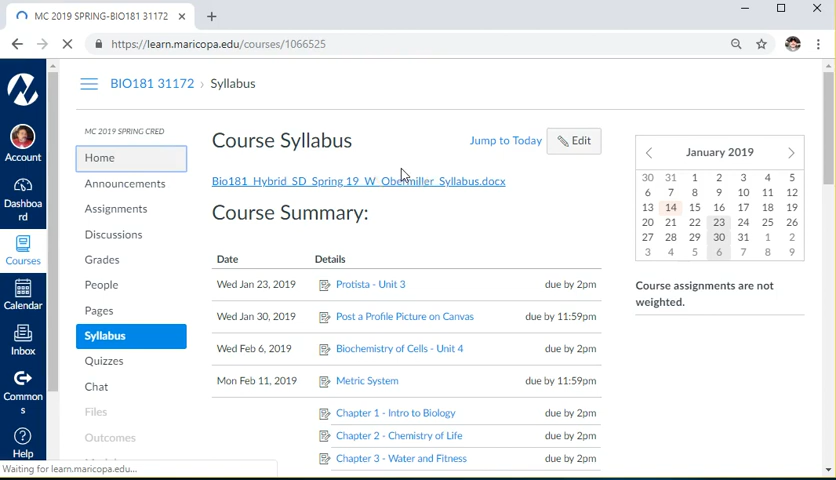 MC 2019 SPRING-BIO181 31172
https://learn.maricopa.edu/courses/1066525
BIO181 31172 › Syllabus
Account
Dashboa
rd
Courses
Calendar
Inbox
Common
s
Help
MC 2019 SPRING CRED
Home
Announcements
Assignments
Discussions
Grades
People
Pages
Syllabus
Quizzes
Chat
Files
Outcomes
Course Syllabus
Jump to Today
Edit
Bio181_Hybrid_SD_Spring 19_W_Obermiller_Syllabus.docx
Course Summary:
Date Details
Wed Jan 23, 2019 Protista - Unit 3 due by 2pm
Wed Jan 30, 2019 Post a Profile Picture on Canvas due by 11:59pm
Wed Feb 6, 2019 Biochemistry of Cells - Unit 4 due by 2pm
Mon Feb 11, 2019 Metric System due by 11:59pm
Chapter 1 - Intro to Biology due by 2pm
Chapter 2 - Chemistry of Life due by 2pm
Chapter 3 - Water and Fitness due by 2pm
January 2019
30 31 1 2 3 4 5
6 7 8 9 10 11 12
13 14 15 16 17 18 19
20 21 22 23 24 25 26
27 28 29 30 31 1 2
3 4 5 6 7 8 9
Course assignments are not
weighted.
Waiting for learn.maricopa.edu...